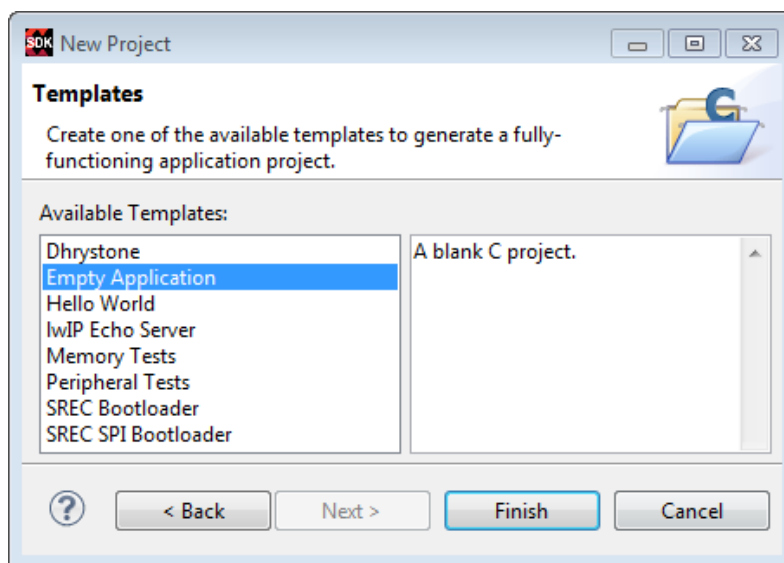 SDK New Project
Templates
Create one of the available templates to generate a fully-
functioning application project.
C
Available Templates:
Dhrystone
Empty Application
Hello World
lwIP Echo Server
Memory Tests
Peripheral Tests
SREC Bootloader
SREC SPI Bootloader
A blank C project.
?
< Back
Next >
Finish
Cancel